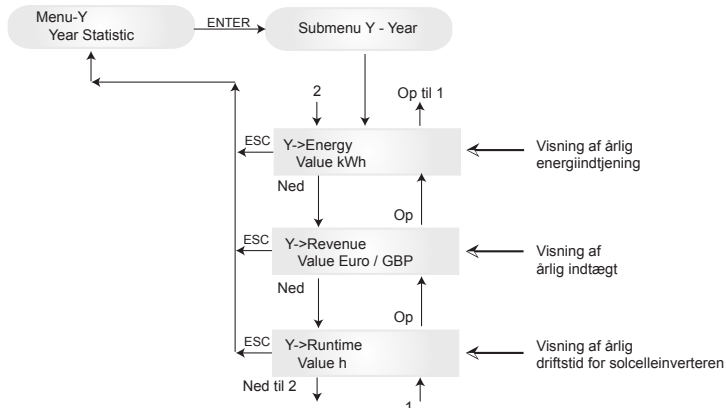 Menu-Y
Year Statistic
ENTER
Submenu Y - Year
2
Op til 1
ESC
Y->Energy
Value kWh
Visning af årlig
energiindtjening
Ned
Op
ESC
Y->Revenue
Value Euro / GBP
Visning af
årlig indtægt
Ned
Op
ESC
Y->Runtime
Value h
Visning af årlig
driftstid for solcelleinverteren
Ned til 2
1